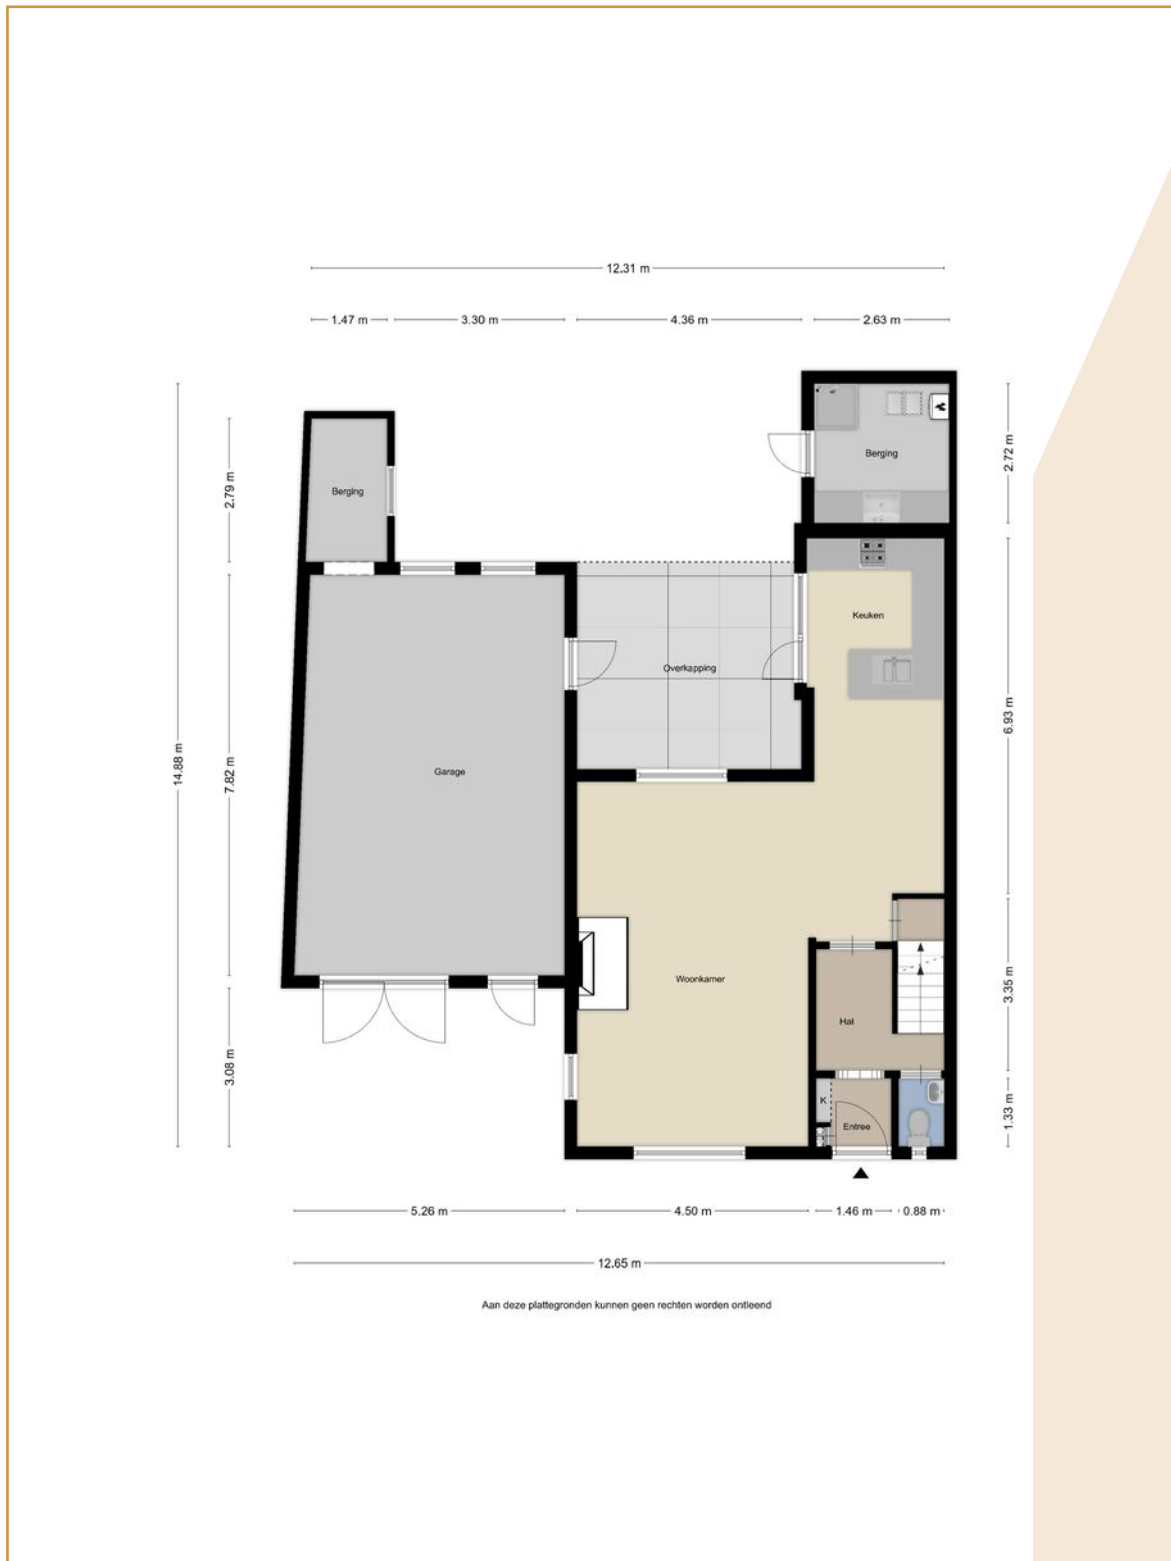 12.31 m
1.47 m
3.30 m
4.36 m
2.63 m
2.79 m
7.82 m
3.08 m
14.88 m
2.72 m
6.93 m
3.35 m
1.33 m
Berging
Berging
Keuken
Overkapping
Garage
Woonkamer
Hal
K
Entree
5.26 m
4.50 m
1.46 m
0.88 m
12.65 m
Aan deze plattegronden kunnen geen rechten worden ontleend